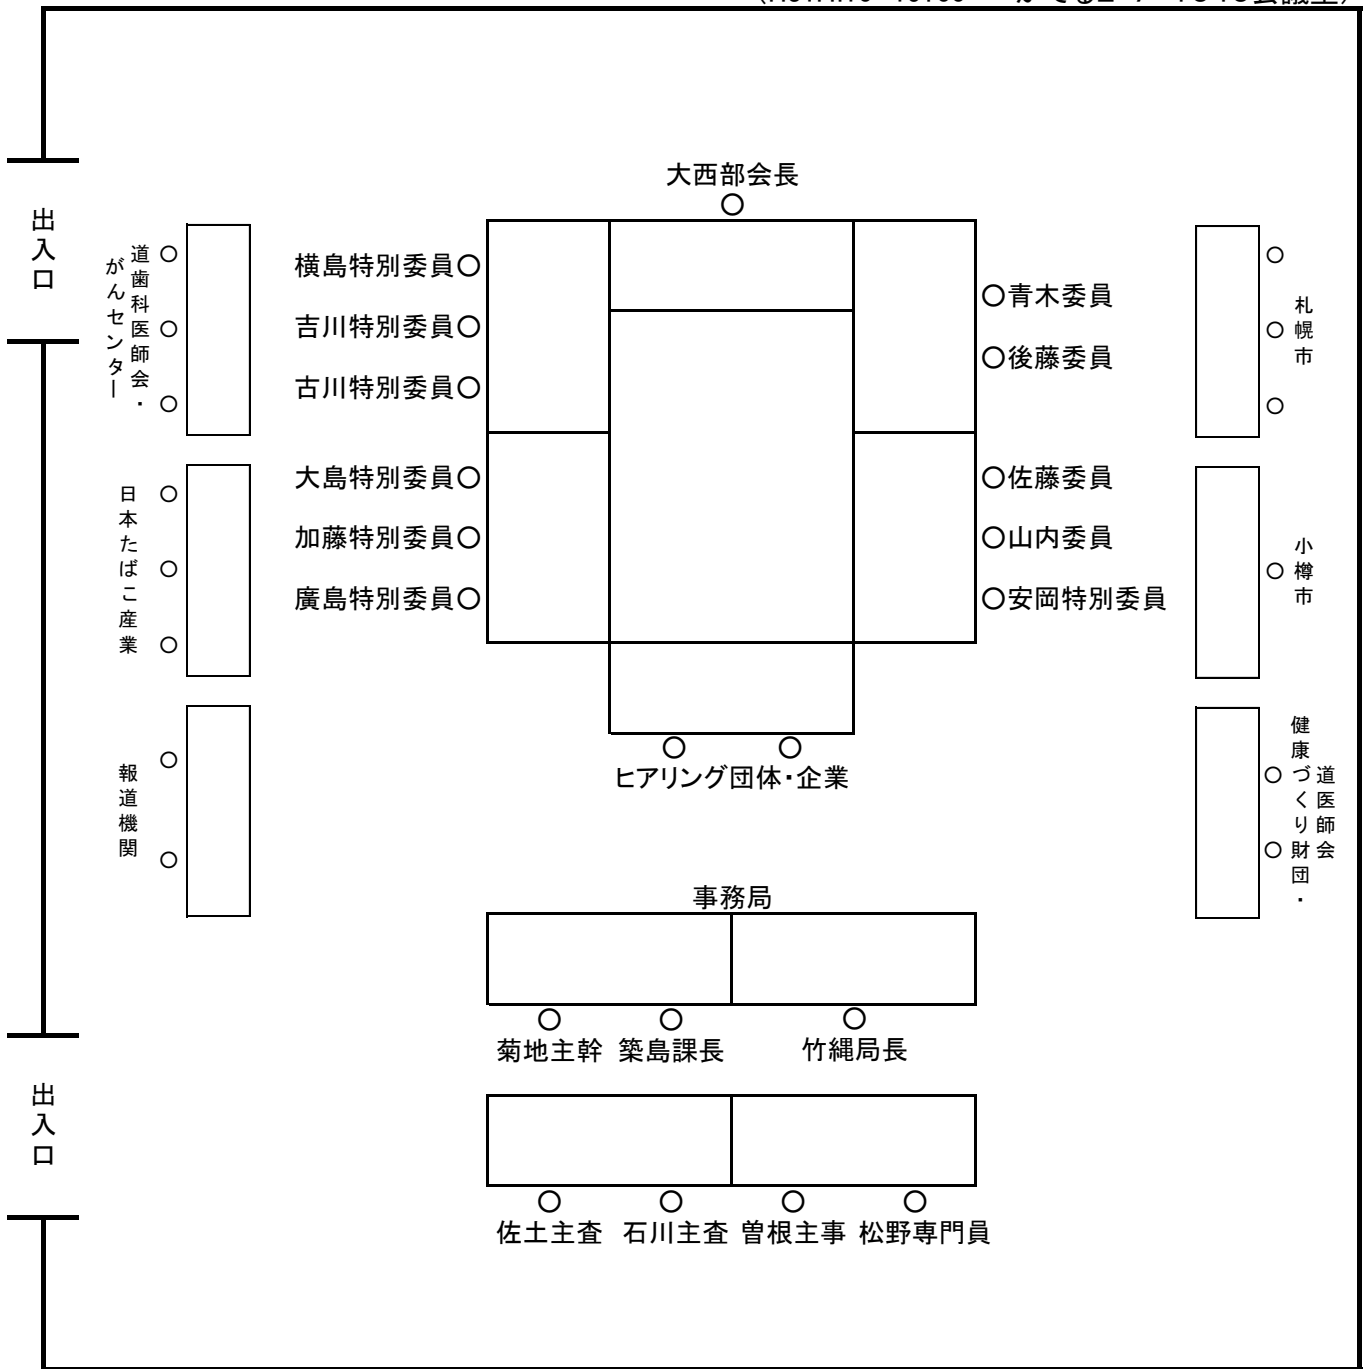 大西部会長
出入口
道歯科医師会・
がんセンター
横島特別委員○
吉川特別委員○
古川特別委員○
○青木委員
○後藤委員
札幌市
日本たばこ産業
大島特別委員○
加藤特別委員○
廣島特別委員○
○佐藤委員
○山内委員
○安岡特別委員
小樽市
報道機関
ヒアリング団体・企業
道医師会
健康づくり財団・
事務局
菊地主幹 築島課長 竹縄局長
出入口
佐土主査 石川主査 曽根主事 松野専門員